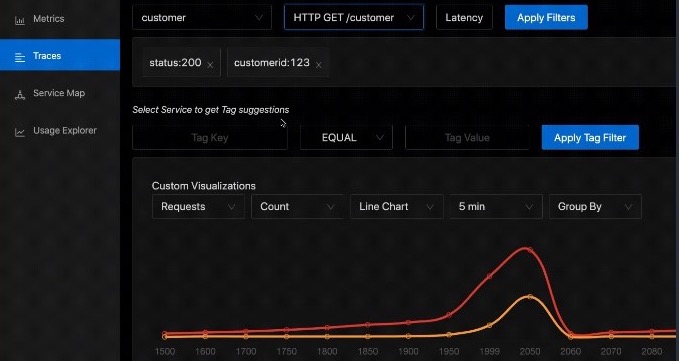 Metrics
Traces
Service Map
Usage Explorer
customer HTTP GET /customer Latency Apply Filters
status:200 × customerid:123 ×
Select Service to get Tag suggestions
Tag Key EQUAL Tag Value Apply Tag Filter
Custom Visualizations
Requests Count Line Chart 5 min Group By
1500 1600 1700 1750 1800 1850 1900 1950 1999 2050 2060 2070 2080